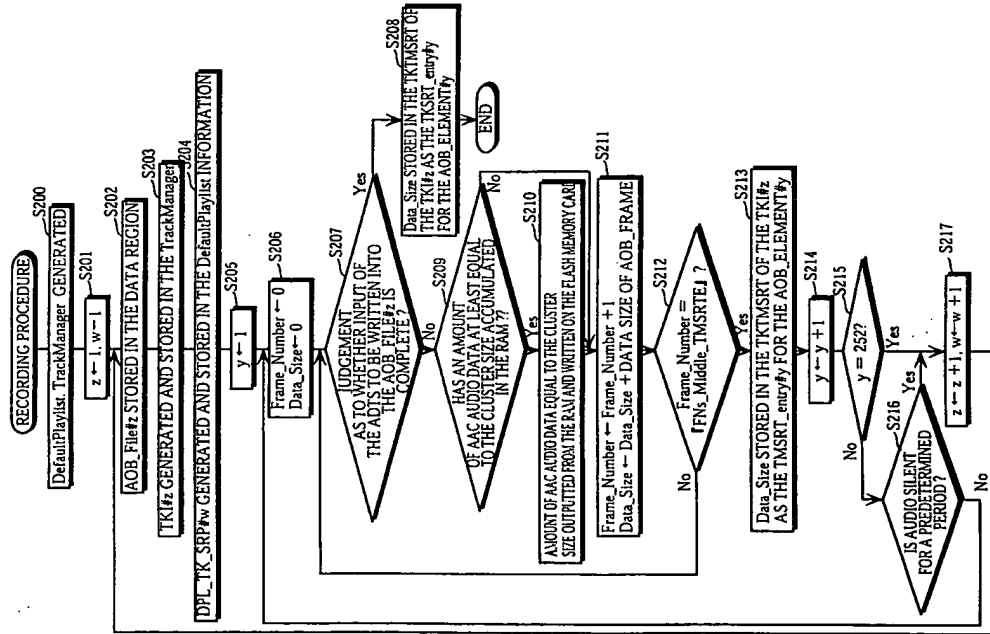 RECORDING PROCEDURE
S200
DefaultPlaylist, TrackManager GENERATED
S201
z ← 1, w ← 1
S202
AOB_File#z STORED IN THE DATA REGION
S203
TKI#z GENERATED AND STORED IN THE TrackManager
S204
DPL_TK_SRP#w GENERATED AND STORED IN THE DefaultPlaylist INFORMATION
S205
y ← 1
S206
Frame_Number ← 0
Data_Size ← 0
S207
JUDGEMENT
AS TO WHETHER INPUT OF
THE ADTS TO BE WRITTEN INTO
THE AOB_FILE#z IS
COMPLETE ?
Yes
No
S208
Data_Size STORED IN THE TKTMSRT OF
THE TKI#z AS THE TKSRT_entry#y
FOR THE AOB_ELEMENT#y
END
S209
HAS AN AMOUNT
OF AAC AUDIO DATA AT LEAST EQUAL
TO THE CLUSTER SIZE ACCUMULATED
IN THE RAM ??
No
Yes
S210
AMOUNT OF AAC AUDIO DATA EQUAL TO THE CLUSTER
SIZE OUTPUTTED FROM THE RAM AND WRITTEN ON THE FLASH MEMORY CARD
S211
Frame_Number ← Frame_Number +1
Data_Size ← Data_Size + DATA SIZE OF AOB_FRAME
S212
Frame_Number =
『FNs_Middle_TMSRTE』 ?
No
Yes
S213
Data_Size STORED IN THE TKTMSRT OF THE TKI#z
AS THE TMSRT_entry#y FOR THE AOB_ELEMENT#y
S214
y ← y +1
S215
y = 252?
No
Yes
S216
IS AUDIO SILENT
FOR A PREDETERMINED
PERIOD ?
Yes
No
S217
z ← z +1, w ← w +1